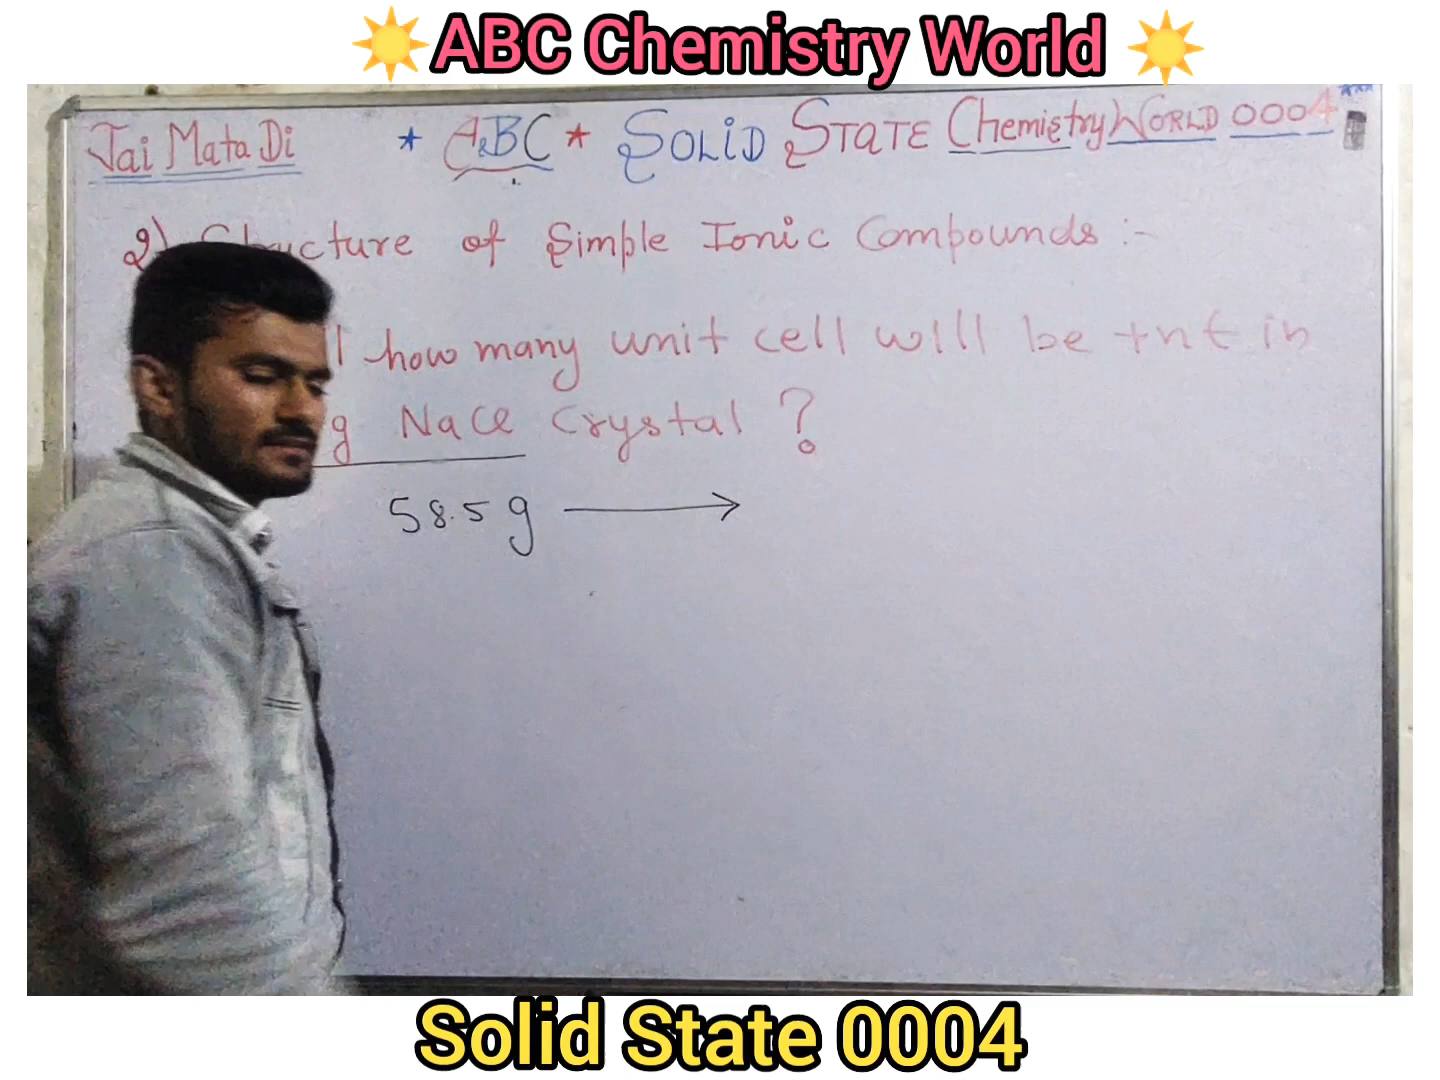 ABC Chemistry World
Jai Mata Di ABC SOLiD STATE Chemistry WORLD 0004
2) Structure of Simple Ionic Compounds :-
how many unit cell will be +nt in
g NaCl Crystal ?
58.5 g
Solid State 0004